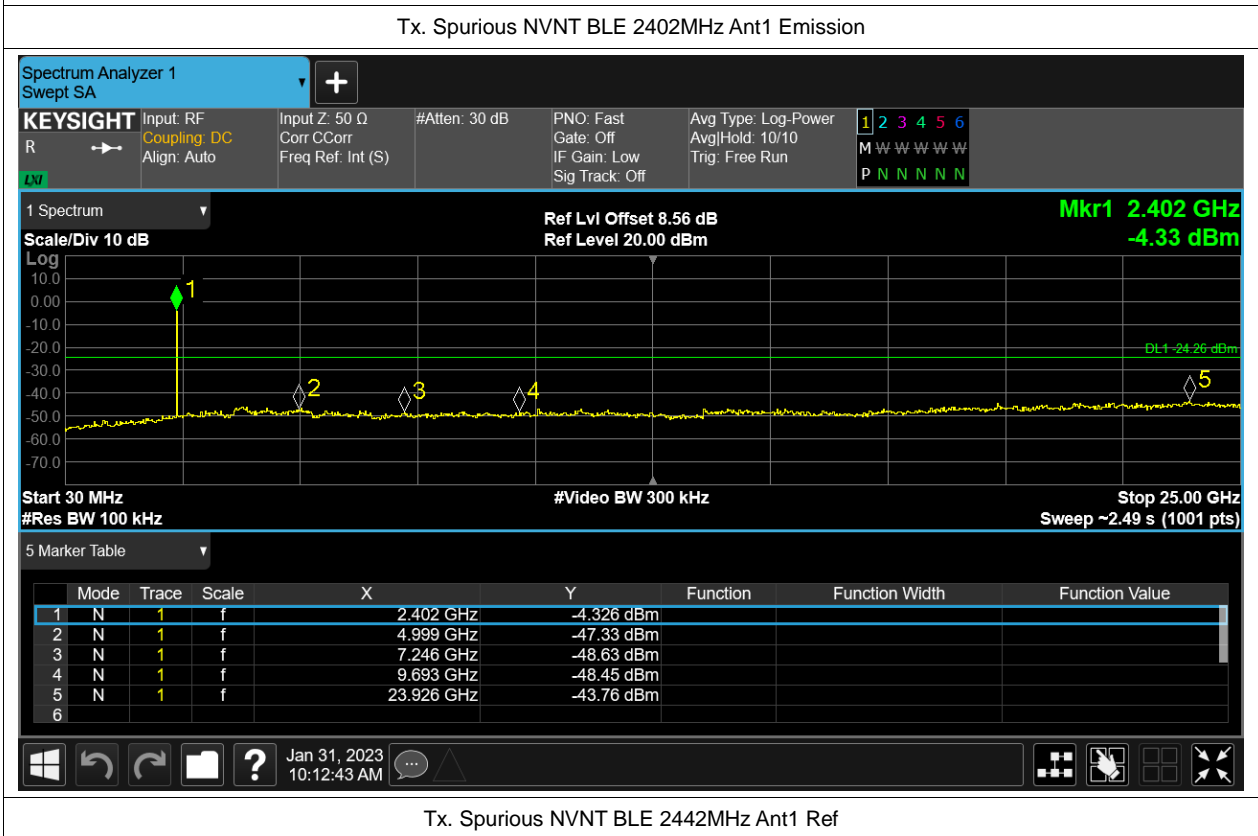 Tx. Spurious NVNT BLE 2402MHz Ant1 Emission
Spectrum Analyzer 1
Swept SA
KEYSIGHT Input: RF Input Z: 50 Ω #Atten: 30 dB PNO: Fast Avg Type: Log-Power 1 2 3 4 5 6
R Coupling: DC Corr CCorr Gate: Off Avg|Hold: 10/10 M W W W W W
Align: Auto Freq Ref: Int (S) IF Gain: Low Trig: Free Run
LXI Sig Track: Off P N N N N N
1 Spectrum
Ref Lvl Offset 8.56 dB
Mkr1 2.402 GHz
Scale/Div 10 dB Ref Level 20.00 dBm -4.33 dBm
Log
10.0
1
0.00
-10.0
-20.0
DL1 -24.26 dBm
-30.0
-40.0
2 3 4 5
-50.0
-60.0
-70.0
Start 30 MHz #Video BW 300 kHz Stop 25.00 GHz
#Res BW 100 kHz Sweep ~2.49 s (1001 pts)
5 Marker Table
Mode Trace Scale X Y Function Function Width Function Value
1 N 1 f 2.402 GHz -4.326 dBm
2 N 1 f 4.999 GHz -47.33 dBm
3 N 1 f 7.246 GHz -48.63 dBm
4 N 1 f 9.693 GHz -48.45 dBm
5 N 1 f 23.926 GHz -43.76 dBm
6
? Jan 31, 2023
10:12:43 AM
Tx. Spurious NVNT BLE 2442MHz Ant1 Ref